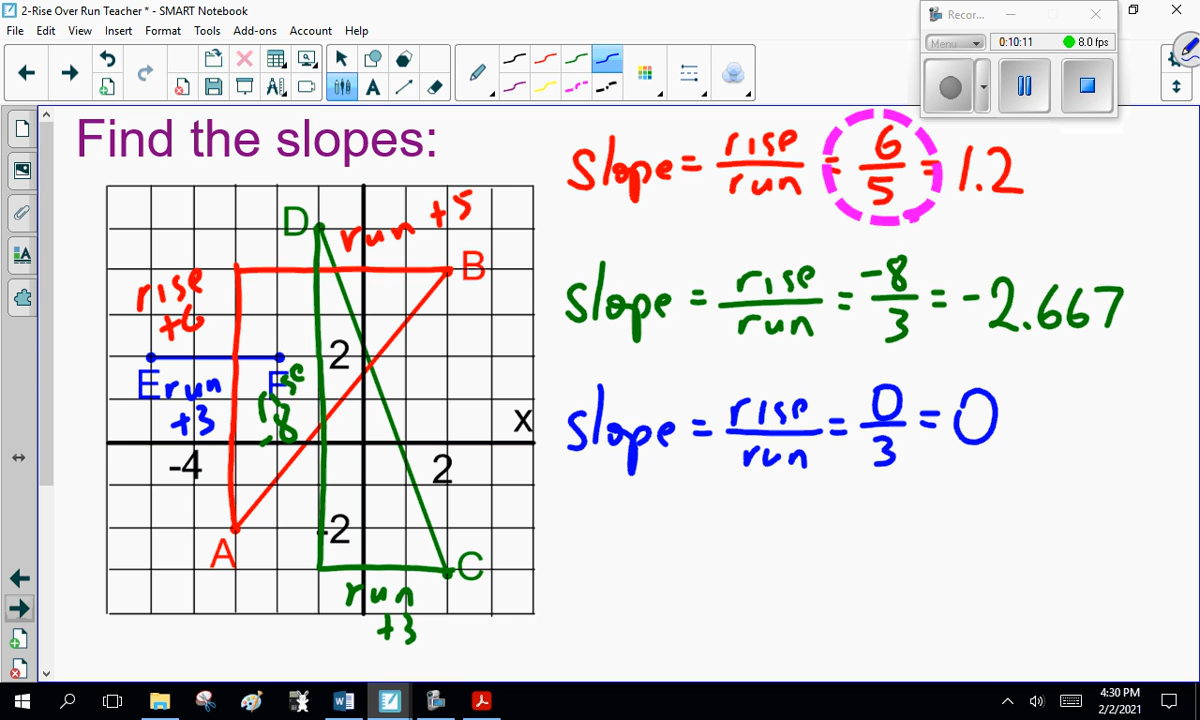 2-Rise Over Run Teacher * - SMART Notebook
Recor...
File Edit View Insert Format Tools Add-ons Account Help
Menu
0:10:11
8.0 fps
Find the slopes:
slope = rise/run = 6/5 = 1.2
D
run +5
B
rise
+6
slope = rise/run = -8/3 = -2.667
2
E
run
+3
F
rise
-8
x
slope = rise/run = 0/3 = 0
-4
2
-2
A
C
run
+3
4:30 PM
2/2/2021